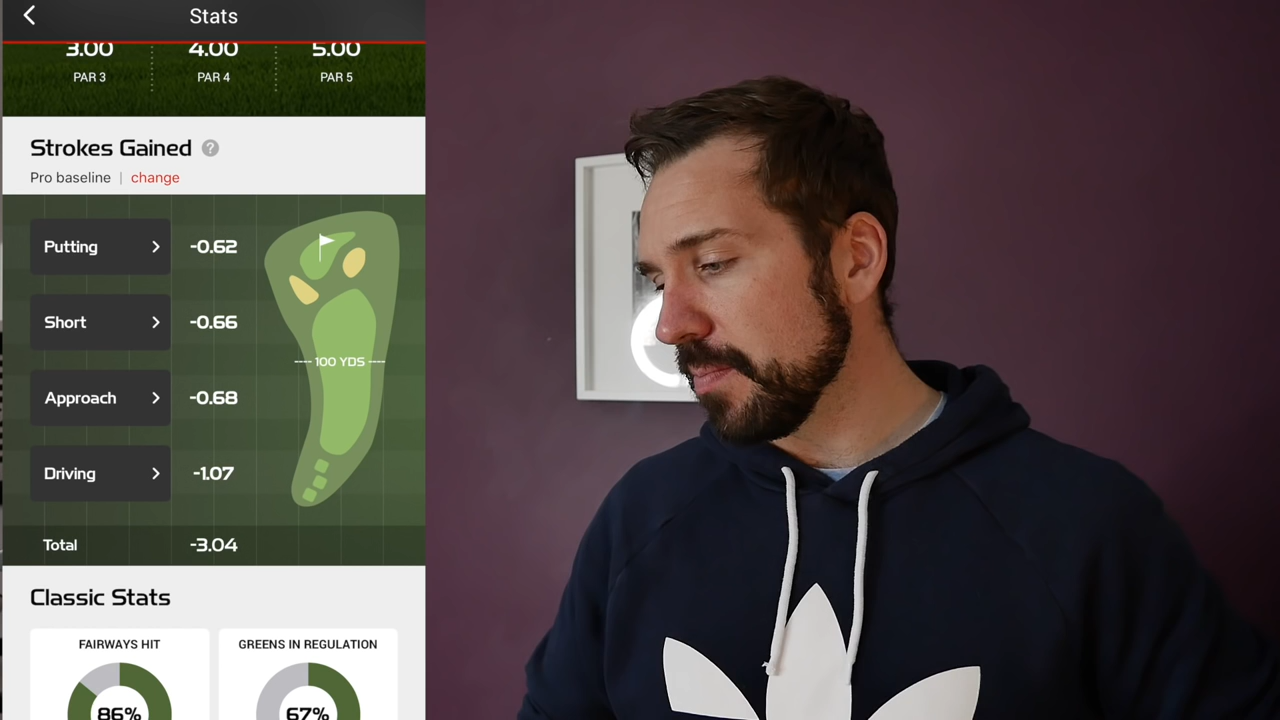 Stats
3.00 4.00 5.00
PAR 3 PAR 4 PAR 5
Strokes Gained ?
Pro baseline | change
Putting -0.62
Short -0.66
100 YDS
Approach -0.68
Driving -1.07
Total -3.04
Classic Stats
FAIRWAYS HIT GREENS IN REGULATION
86% 67%